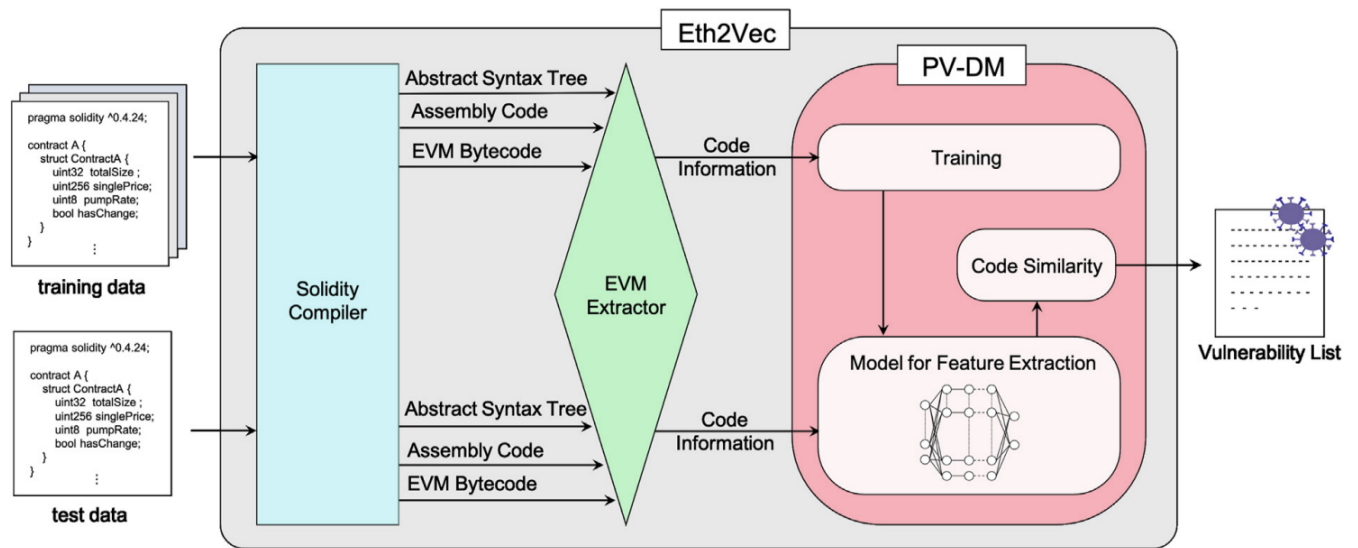 Eth2Vec
PV-DM
pragma solidity ^0.4.24;
contract A {
struct ContractA {
uint32 totalSize ;
uint256 singlePrice;
uint8 pumpRate;
bool hasChange;
}
}
⋮
training data
pragma solidity ^0.4.24;
contract A {
struct ContractA {
uint32 totalSize ;
uint256 singlePrice;
uint8 pumpRate;
bool hasChange;
}
}
⋮
test data
Solidity
Compiler
Abstract Syntax Tree
Assembly Code
EVM Bytecode
Abstract Syntax Tree
Assembly Code
EVM Bytecode
EVM
Extractor
Code
Information
Code
Information
Training
Code Similarity
Model for Feature Extraction
Vulnerability List